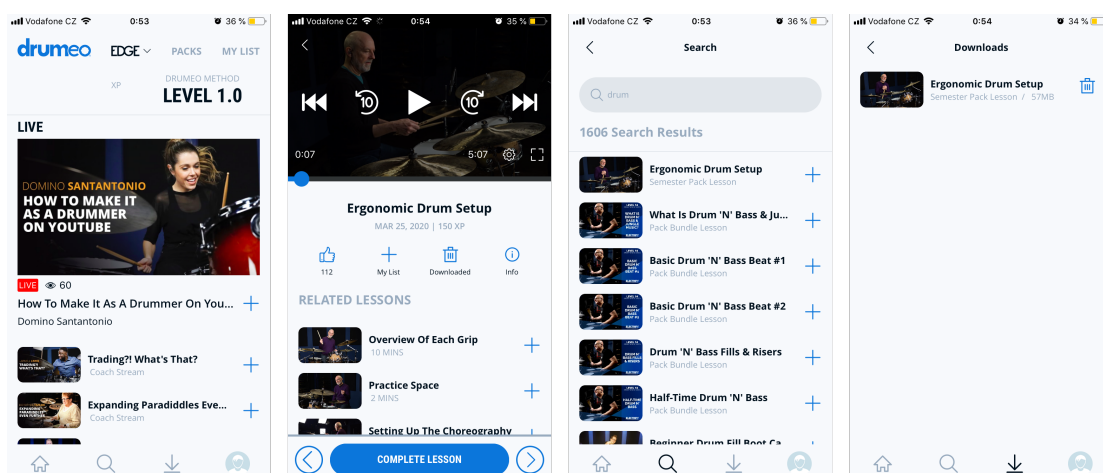 Vodafone CZ 0:53 36 %
drumeo EDGE PACKS MY LIST
XP
DRUMEO METHOD
LEVEL 1.0
LIVE
DOMINO SANTANTONIO
HOW TO MAKE IT
AS A DRUMMER
ON YOUTUBE
LIVE 60
How To Make It As A Drummer On You...
Domino Santantonio
Trading?! What's That?
Coach Stream
Expanding Paradiddles Eve...
Coach Stream
Vodafone CZ 0:54 35 %
10 10
0:07 5:07
Ergonomic Drum Setup
MAR 25, 2020 | 150 XP
112 My List Downloaded Info
RELATED LESSONS
Overview Of Each Grip
10 MINS
Practice Space
2 MINS
Setting Up The Choreography
COMPLETE LESSON
Vodafone CZ 0:53 36 %
Search
drum
1606 Search Results
Ergonomic Drum Setup
Semester Pack Lesson
What Is Drum 'N' Bass & Ju...
Pack Bundle Lesson
Basic Drum 'N' Bass Beat #1
Pack Bundle Lesson
Basic Drum 'N' Bass Beat #2
Pack Bundle Lesson
Drum 'N' Bass Fills & Risers
Pack Bundle Lesson
Half-Time Drum 'N' Bass
Pack Bundle Lesson
Beginner Drum Fill Boot Ca...
Vodafone CZ 0:54 34 %
Downloads
Ergonomic Drum Setup
Semester Pack Lesson / 57MB